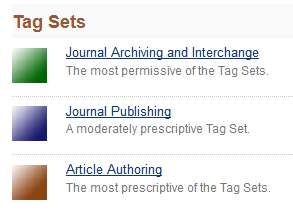 Tag Sets
Journal Archiving and Interchange
The most permissive of the Tag Sets.
Journal Publishing
A moderately prescriptive Tag Set.
Article Authoring
The most prescriptive of the Tag Sets.